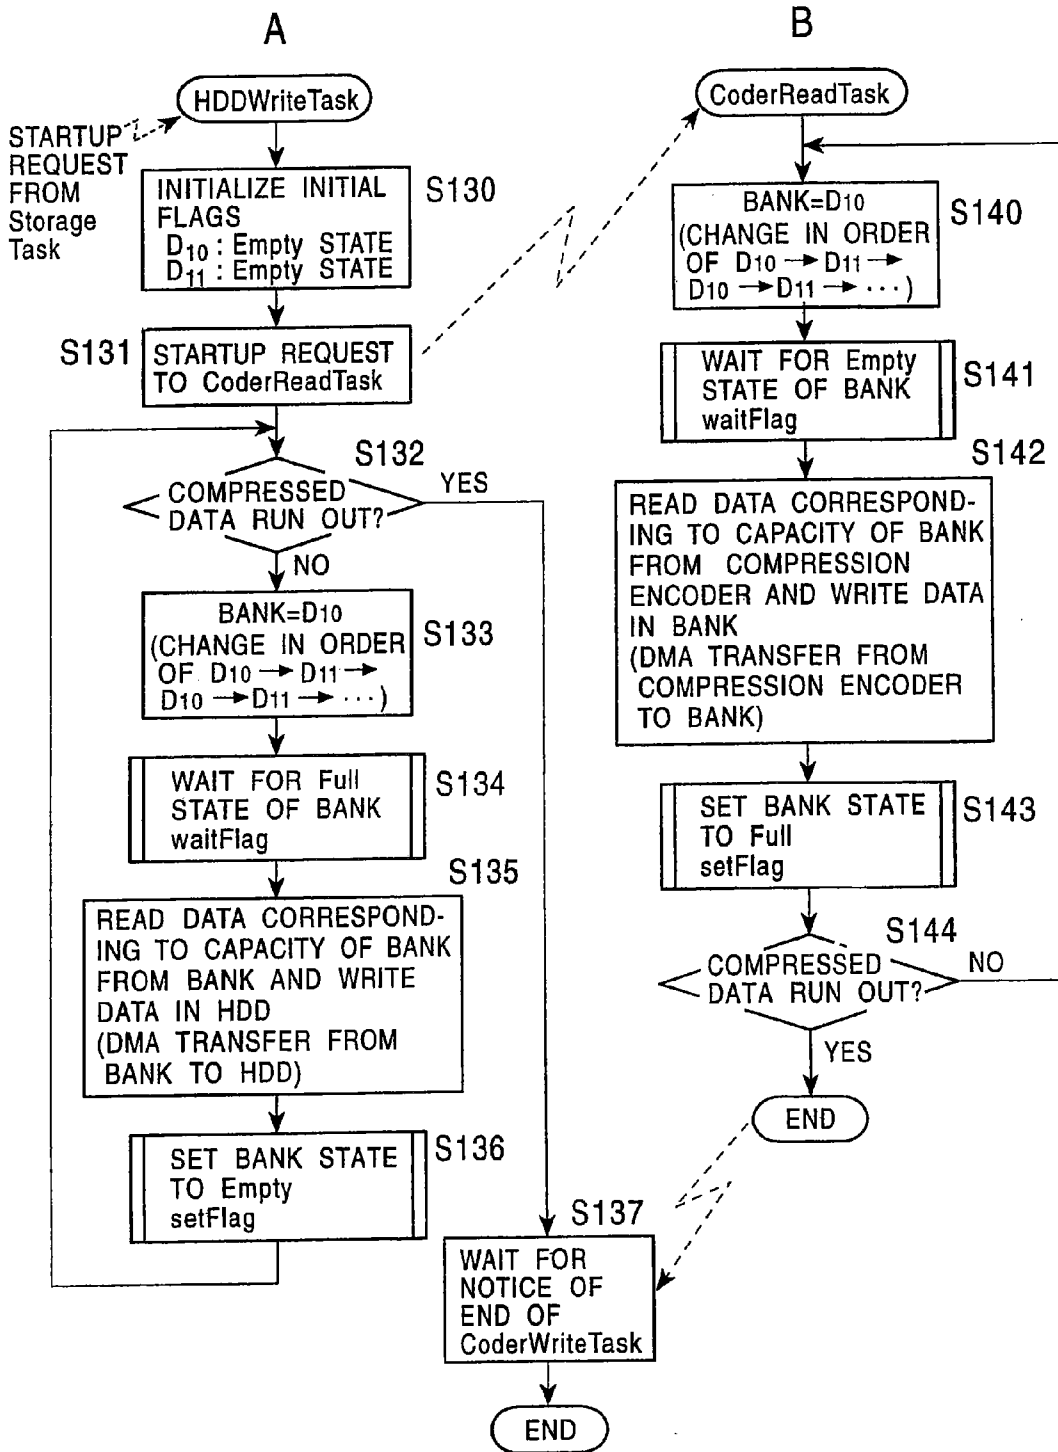 A
HDDWriteTask
STARTUP
REQUEST
FROM
Storage
Task
INITIALIZE INITIAL
FLAGS
D10 : Empty STATE
D11 : Empty STATE
S130
S131
STARTUP REQUEST
TO CoderReadTask
S132
COMPRESSED
DATA RUN OUT?
YES
NO
BANK=D10
(CHANGE IN ORDER
OF D10 → D11 →
D10 → D11 → ···)
S133
WAIT FOR Full
STATE OF BANK
waitFlag
S134
S135
READ DATA CORRESPOND-
ING TO CAPACITY OF BANK
FROM BANK AND WRITE
DATA IN HDD
(DMA TRANSFER FROM
BANK TO HDD)
SET BANK STATE
TO Empty
setFlag
S136
S137
WAIT FOR
NOTICE OF
END OF
CoderWriteTask
END
B
CoderReadTask
BANK=D10
(CHANGE IN ORDER
OF D10 → D11 →
D10 → D11 → ···)
S140
WAIT FOR Empty
STATE OF BANK
waitFlag
S141
S142
READ DATA CORRESPOND-
ING TO CAPACITY OF BANK
FROM COMPRESSION
ENCODER AND WRITE DATA
IN BANK
(DMA TRANSFER FROM
COMPRESSION ENCODER
TO BANK)
SET BANK STATE
TO Full
setFlag
S143
S144
COMPRESSED
DATA RUN OUT?
NO
YES
END